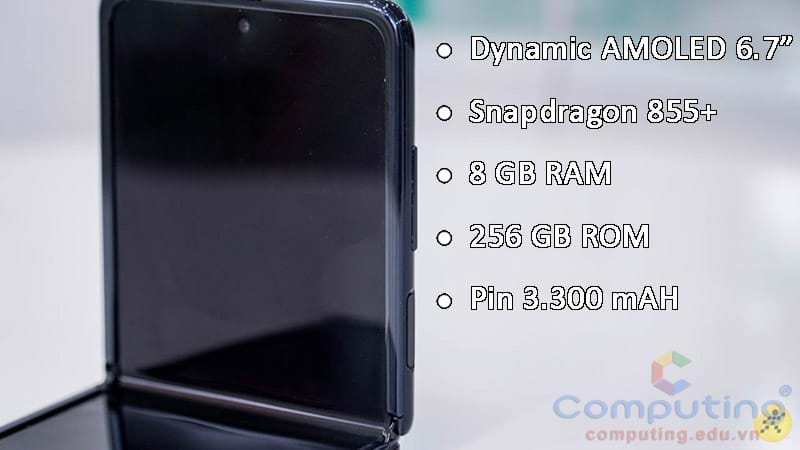 Dynamic AMOLED 6.7”
Snapdragon 855+
8 GB RAM
256 GB ROM
Pin 3.300 mAH
Computing®
computing.edu.vn